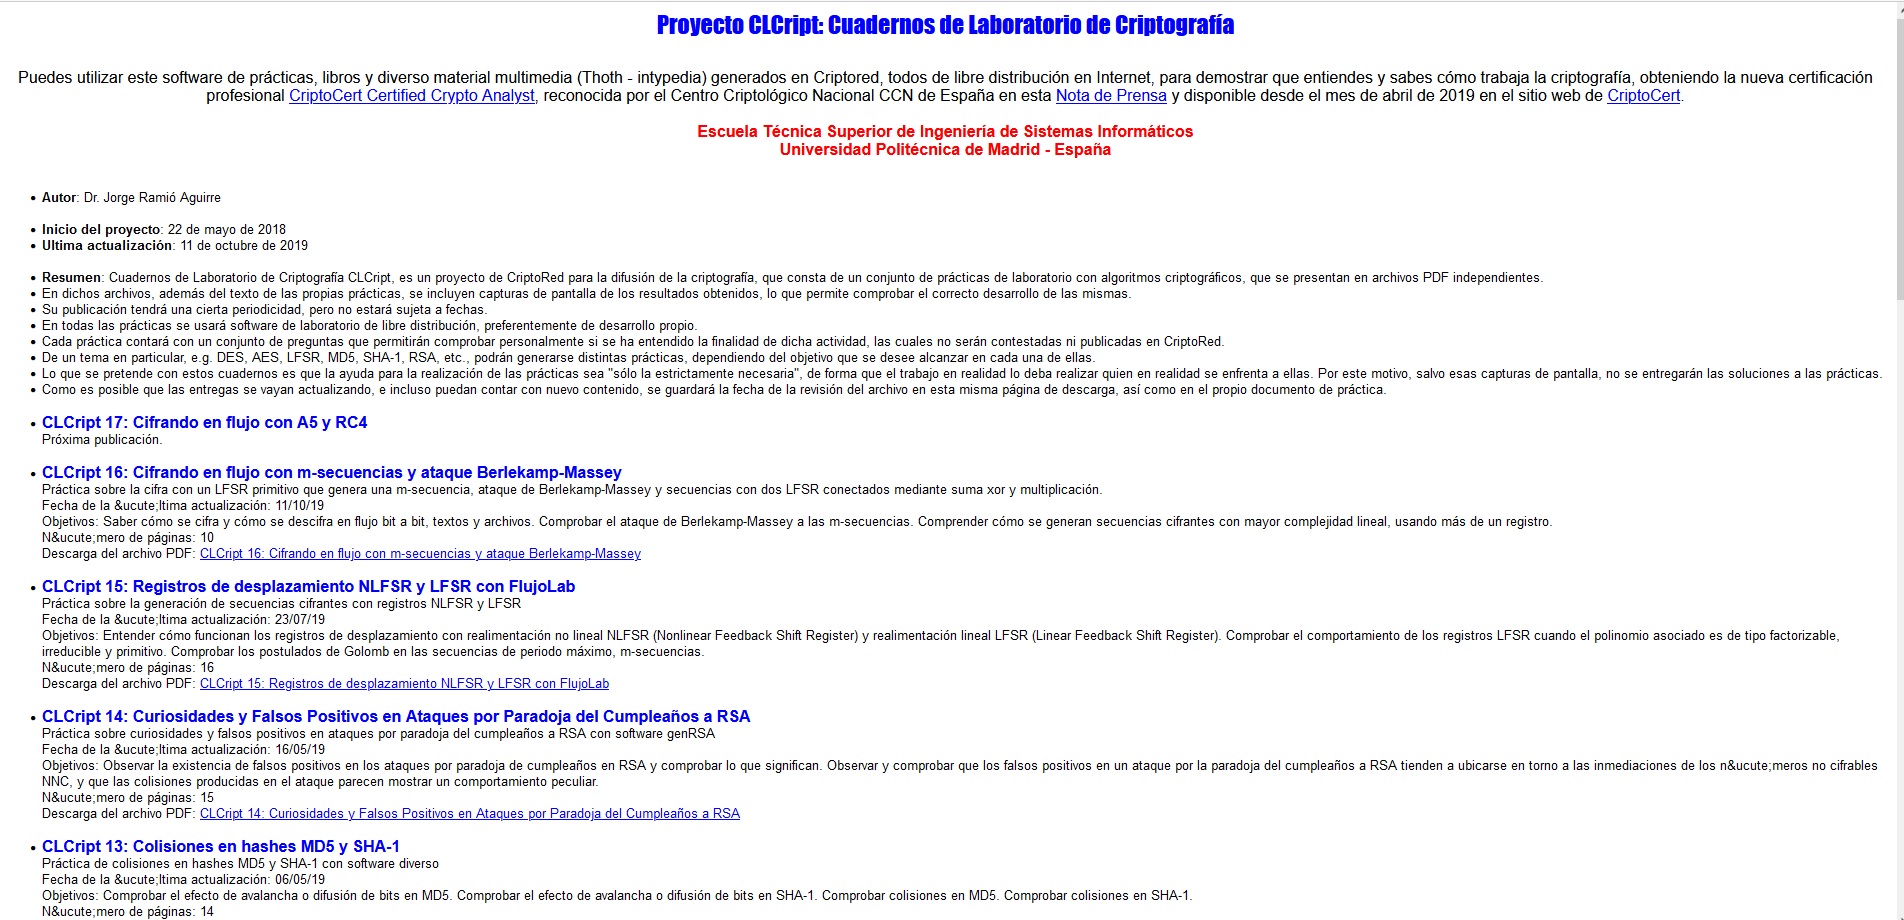 Proyecto CLCript: Cuadernos de Laboratorio de Criptografía
Puedes utilizar este software de prácticas, libros y diverso material multimedia (Thoth - intypedia) generados en Criptored, todos de libre distribución en Internet, para demostrar que entiendes y sabes cómo trabaja la criptografía, obteniendo la nueva certificación
profesional CriptoCert Certified Crypto Analyst, reconocida por el Centro Criptológico Nacional CCN de España en esta Nota de Prensa y disponible desde el mes de abril de 2019 en el sitio web de CriptoCert.
Escuela Técnica Superior de Ingeniería de Sistemas Informáticos
Universidad Politécnica de Madrid - España
• Autor: Dr. Jorge Ramió Aguirre
• Inicio del proyecto: 22 de mayo de 2018
• Ultima actualización: 11 de octubre de 2019
• Resumen: Cuadernos de Laboratorio de Criptografía CLCript, es un proyecto de CriptoRed para la difusión de la criptografía, que consta de un conjunto de prácticas de laboratorio con algoritmos criptográficos, que se presentan en archivos PDF independientes.
• En dichos archivos, además del texto de las propias prácticas, se incluyen capturas de pantalla de los resultados obtenidos, lo que permite comprobar el correcto desarrollo de las mismas.
• Su publicación tendrá una cierta periodicidad, pero no estará sujeta a fechas.
• En todas las prácticas se usará software de laboratorio de libre distribución, preferentemente de desarrollo propio.
• Cada práctica contará con un conjunto de preguntas que permitirán comprobar personalmente si se ha entendido la finalidad de dicha actividad, las cuales no serán contestadas ni publicadas en CriptoRed.
• De un tema en particular, e.g. DES, AES, LFSR, MD5, SHA-1, RSA, etc., podrán generarse distintas prácticas, dependiendo del objetivo que se desee alcanzar en cada una de ellas.
• Lo que se pretende con estos cuadernos es que la ayuda para la realización de las prácticas sea "sólo la estrictamente necesaria", de forma que el trabajo en realidad lo deba realizar quien en realidad se enfrenta a ellas. Por este motivo, salvo esas capturas de pantalla, no se entregarán las soluciones a las prácticas.
• Como es posible que las entregas se vayan actualizando, e incluso puedan contar con nuevo contenido, se guardará la fecha de la revisión del archivo en esta misma página de descarga, así como en el propio documento de práctica.
• CLCript 17: Cifrando en flujo con A5 y RC4
Próxima publicación.
• CLCript 16: Cifrando en flujo con m-secuencias y ataque Berlekamp-Massey
Práctica sobre la cifra con un LFSR primitivo que genera una m-secuencia, ataque de Berlekamp-Massey y secuencias con dos LFSR conectados mediante suma xor y multiplicación.
Fecha de la &ucute;ltima actualización: 11/10/19
Objetivos: Saber cómo se cifra y cómo se descifra en flujo bit a bit, textos y archivos. Comprobar el ataque de Berlekamp-Massey a las m-secuencias. Comprender cómo se generan secuencias cifrantes con mayor complejidad lineal, usando más de un registro.
N&ucute;mero de páginas: 10
Descarga del archivo PDF: CLCript 16: Cifrando en flujo con m-secuencias y ataque Berlekamp-Massey
• CLCript 15: Registros de desplazamiento NLFSR y LFSR con FlujoLab
Práctica sobre la generación de secuencias cifrantes con registros NLFSR y LFSR
Fecha de la &ucute;ltima actualización: 23/07/19
Objetivos: Entender cómo funcionan los registros de desplazamiento con realimentación no lineal NLFSR (Nonlinear Feedback Shift Register) y realimentación lineal LFSR (Linear Feedback Shift Register). Comprobar el comportamiento de los registros LFSR cuando el polinomio asociado es de tipo factorizable,
irreducible y primitivo. Comprobar los postulados de Golomb en las secuencias de periodo máximo, m-secuencias.
N&ucute;mero de páginas: 16
Descarga del archivo PDF: CLCript 15: Registros de desplazamiento NLFSR y LFSR con FlujoLab
• CLCript 14: Curiosidades y Falsos Positivos en Ataques por Paradoja del Cumpleaños a RSA
Práctica sobre curiosidades y falsos positivos en ataques por paradoja del cumpleaños a RSA con software genRSA
Fecha de la &ucute;ltima actualización: 16/05/19
Objetivos: Observar la existencia de falsos positivos en los ataques por paradoja de cumpleaños en RSA y comprobar lo que significan. Observar y comprobar que los falsos positivos en un ataque por la paradoja del cumpleaños a RSA tienden a ubicarse en torno a las inmediaciones de los n&ucute;meros no cifrables
NNC, y que las colisiones producidas en el ataque parecen mostrar un comportamiento peculiar.
N&ucute;mero de páginas: 15
Descarga del archivo PDF: CLCript 14: Curiosidades y Falsos Positivos en Ataques por Paradoja del Cumpleaños a RSA
• CLCript 13: Colisiones en hashes MD5 y SHA-1
Práctica de colisiones en hashes MD5 y SHA-1 con software diverso
Fecha de la &ucute;ltima actualización: 06/05/19
Objetivos: Comprobar el efecto de avalancha o difusión de bits en MD5. Comprobar el efecto de avalancha o difusión de bits en SHA-1. Comprobar colisiones en MD5. Comprobar colisiones en SHA-1.
N&ucute;mero de páginas: 14